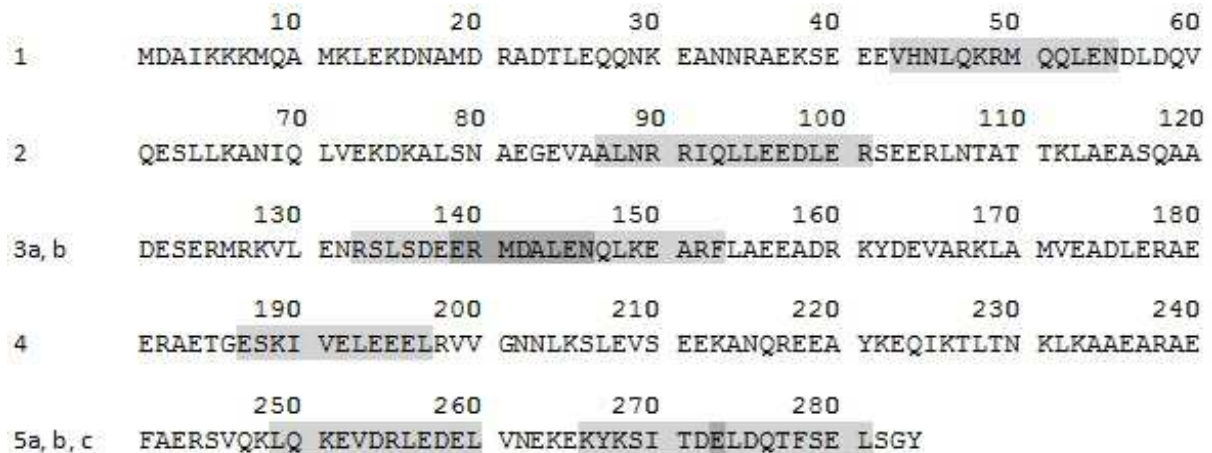 10 20 30 40 50 60
1 MDAIKKKMQA MKLEKDNAMD RADTLEQQNK EANNRAEKSE EEVHNLQKRM QQLENDLDQV
70 80 90 100 110 120
2 QESLLKANIQ LVEKDKALSN AEGEVAALNR RIQLLEEDLE RSEERLNTAT TKLAEASQAA
130 140 150 160 170 180
3a, b DESERMRKVL ENRSLSDEER MDALENQLKE ARFLAEEADR KYDEVARKLA MVEADLERAE
190 200 210 220 230 240
4 ERAETGESKI VELEEELRVV GNNLKSLEVS EEKANQREEA YKEQIKTLTN KLKAAEARAE
250 260 270 280
5a, b, c FAERSVQKLQ KEVDRLEDEL VNEKEKYKSI TDELDQTFSE LSGY